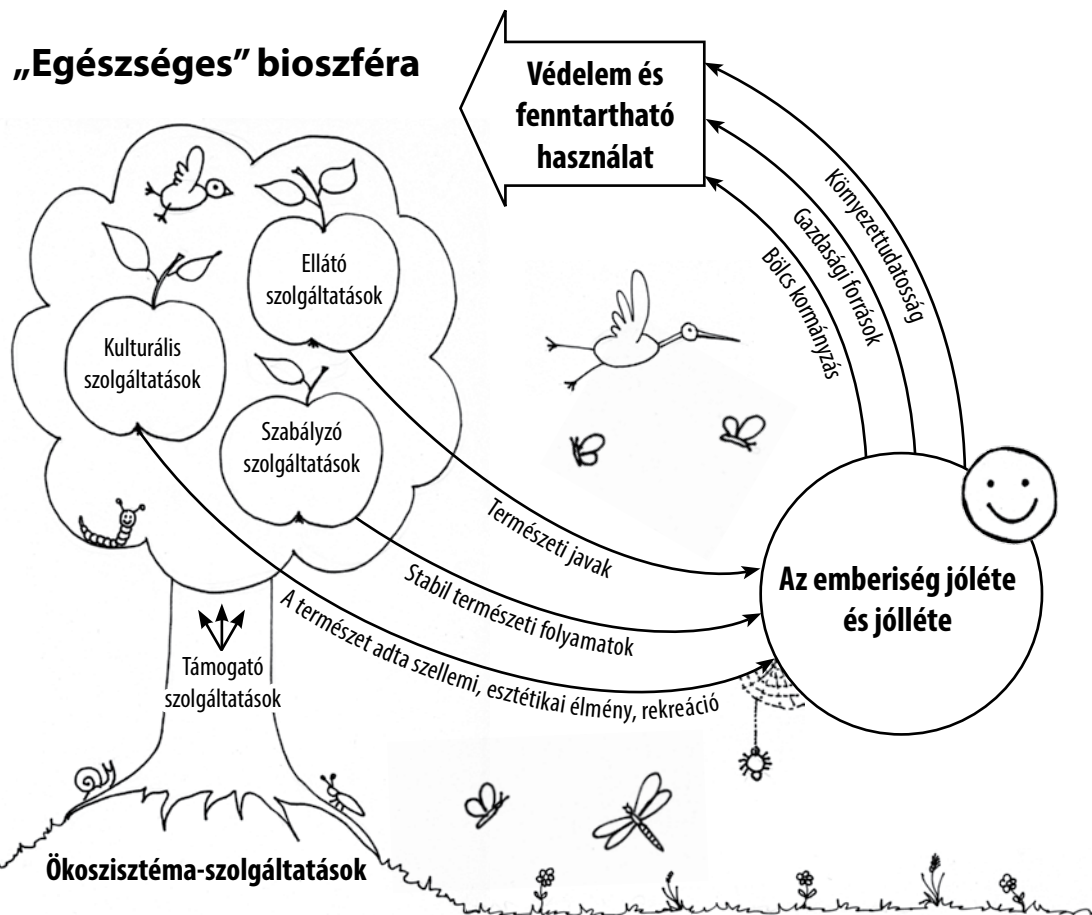 „Egészséges” bioszféra
Védelem és
fenntartható
használat
Környezettudatosság
Gazdasági források
Bölcs kormányzás
Ellátó
szolgáltatások
Kulturális
szolgáltatások
Szabályzó
szolgáltatások
Természeti javak
Stabil természeti folyamatok
A természet adta szellemi, esztétikai élmény, rekreáció
Az emberiség jóléte
és jólléte
Támogató
szolgáltatások
Ökoszisztéma-szolgáltatások